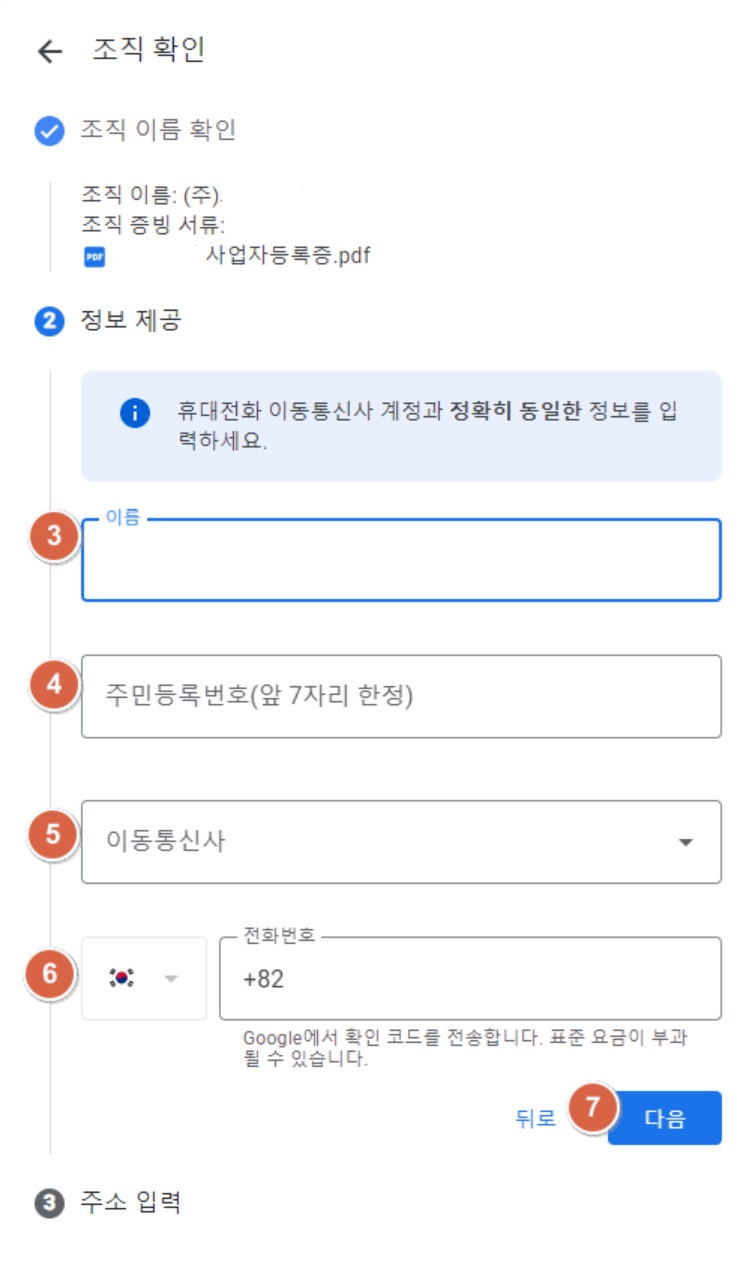 조직 확인
조직 이름 확인
조직 이름: (주).
조직 증빙 서류:
PDF 사업자등록증.pdf
2 정보 제공
휴대전화 이동통신사 계정과 정확히 동일한 정보를 입
력하세요.
3 이름
4 주민등록번호(앞 7자리 한정)
5 이동통신사
전화번호
6 +82
Google에서 확인 코드를 전송합니다. 표준 요금이 부과
될 수 있습니다.
뒤로 7 다음
3 주소 입력